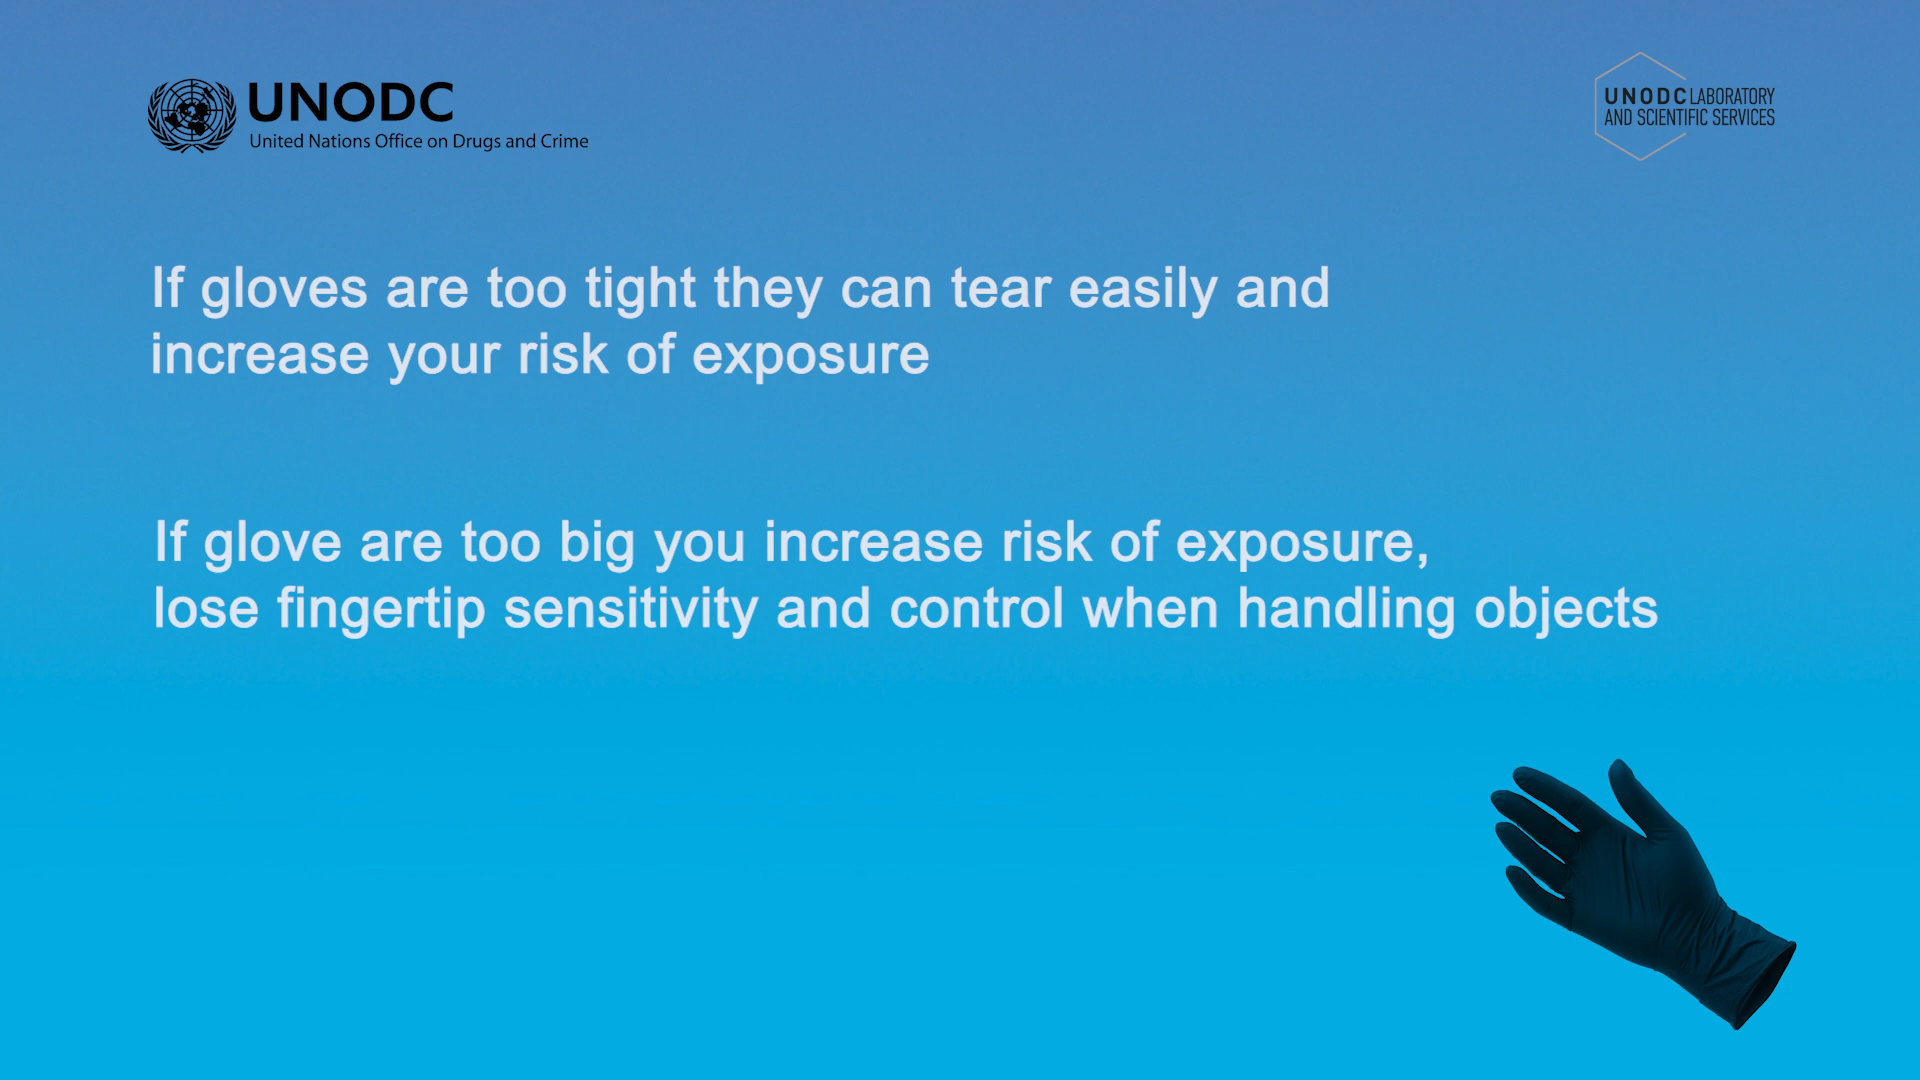 UNODC
United Nations Office on Drugs and Crime
UNODC LABORATORY
AND SCIENTIFIC SERVICES
If gloves are too tight they can tear easily and
increase your risk of exposure
If glove are too big you increase risk of exposure,
lose fingertip sensitivity and control when handling objects